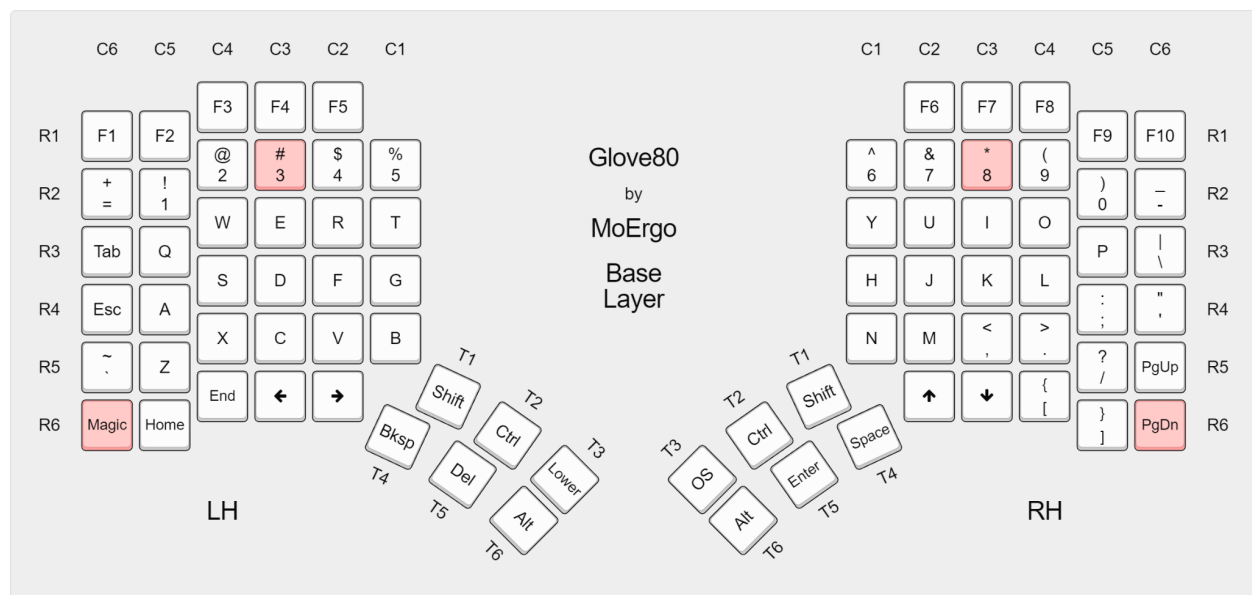 C6 C5 C4 C3 C2 C1 C1 C2 C3 C4 C5 C6
F3 F4 F5 F6 F7 F8
R1 F1 F2 F9 F10 R1
@ # $ % ^ & * (
2 3 4 5 6 7 8 9
Glove80
by
MoErgo
Base
Layer
+ ! ) _
R2 = 1 0 - R2
W E R T Y U I O
R3 Tab Q P | \ R3
S D F G H J K L
R4 Esc A : ; " ' R4
X C V B N M < , > .
R5 ~ ` Z ? / PgUp R5
End ← → ↑ ↓ { [
R6 Magic Home } ] PgDn R6
T1 T1
Shift Shift
T2 T2
Ctrl Ctrl
T3 T3
Lower OS
Bksp Space
T4 T4
Del Enter
T5 T5
Alt Alt
T6 T6
LH RH